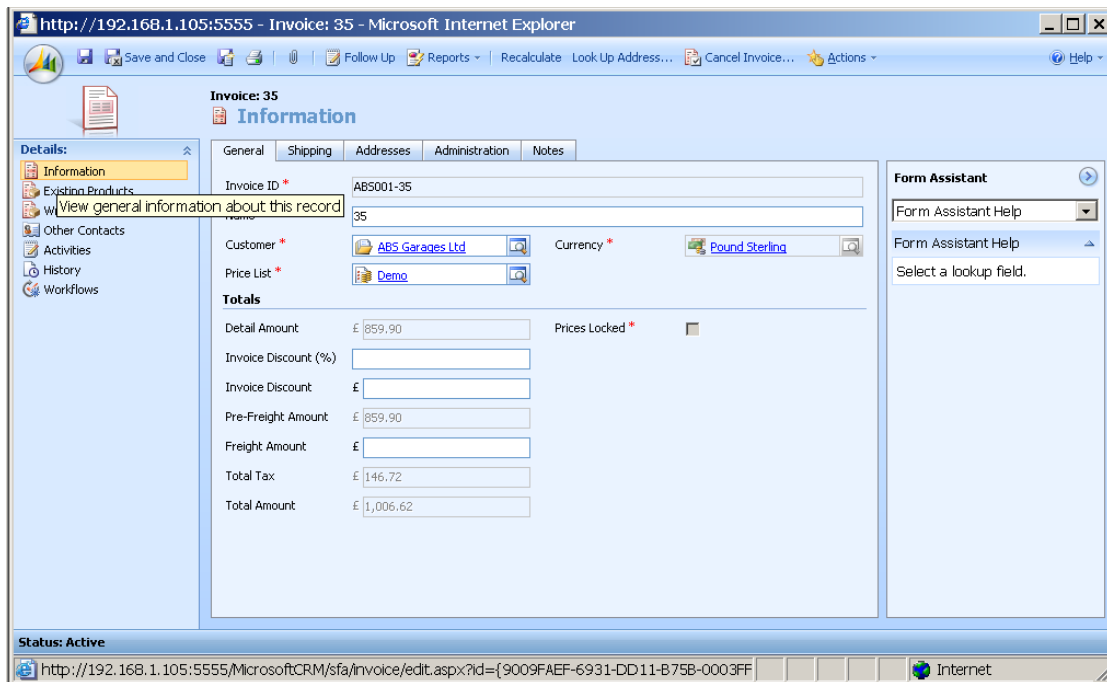 http://192.168.1.105:5555 - Invoice: 35 - Microsoft Internet Explorer
Save and Close Follow Up Reports Recalculate Look Up Address... Cancel Invoice... Actions Help
Invoice: 35
Information
Details:
Information
Existing Products
View general information about this record
Other Contacts
Activities
History
Workflows
General Shipping Addresses Administration Notes
Invoice ID * ABS001-35
35
Customer * ABS Garages Ltd Currency * Pound Sterling
Price List * Demo
Totals
Detail Amount £ 859.90 Prices Locked *
Invoice Discount (%)
Invoice Discount £
Pre-Freight Amount £ 859.90
Freight Amount £
Total Tax £ 146.72
Total Amount £ 1,006.62
Form Assistant
Form Assistant Help
Form Assistant Help
Select a lookup field.
Status: Active
http://192.168.1.105:5555/MicrosoftCRM/sfa/invoice/edit.aspx?id={9009FAEF-6931-DD11-B75B-0003FF Internet